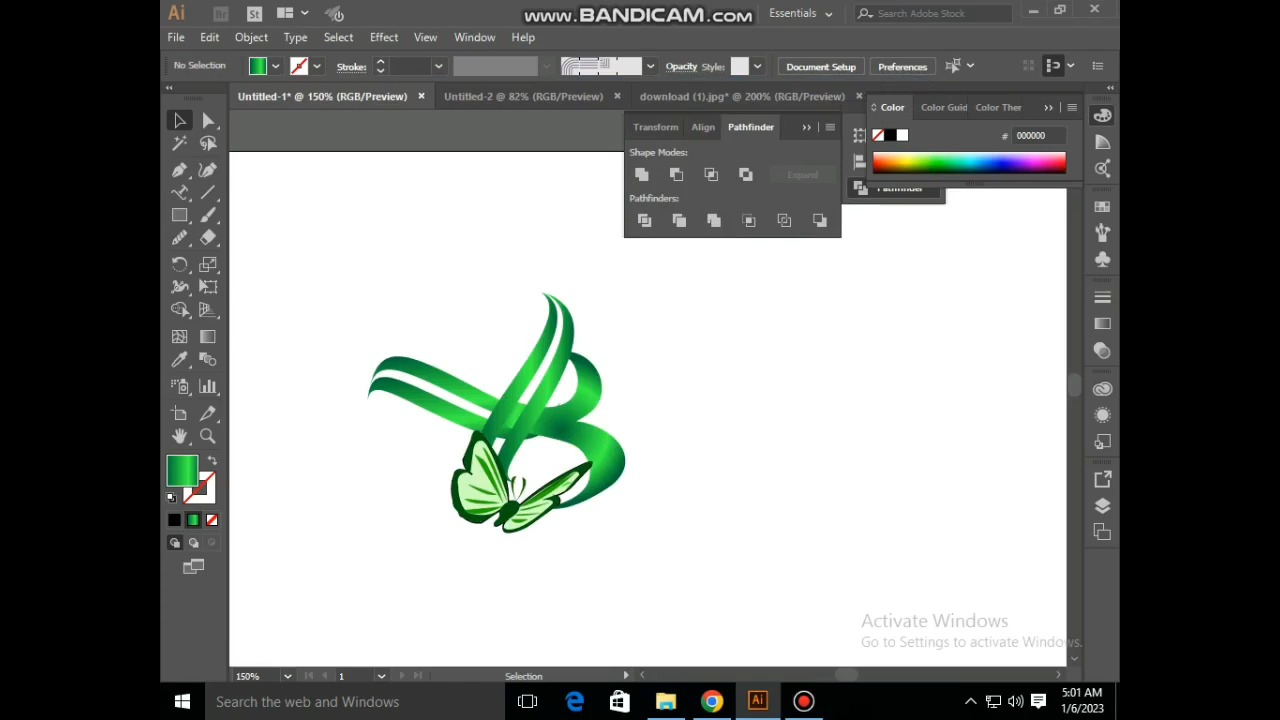 Ai
Br
St
www.BANDICAM.com
Essentials
Search Adobe Stock
File
Edit
Object
Type
Select
Effect
View
Window
Help
No Selection
Stroke:
Opacity
Style:
Document Setup
Preferences
Untitled-1* @ 150% (RGB/Preview)
Untitled-2 @ 82% (RGB/Preview)
download (1).jpg* @ 200% (RGB/Preview)
Color
Color Guid
Color Ther
# 000000
Transform
Align
Pathfinder
Shape Modes:
Expand
Pathfinders:
Pathfinder
Activate Windows
Go to Settings to activate Windows.
150%
1
Selection
Search the web and Windows
Ai
5:01 AM
1/6/2023